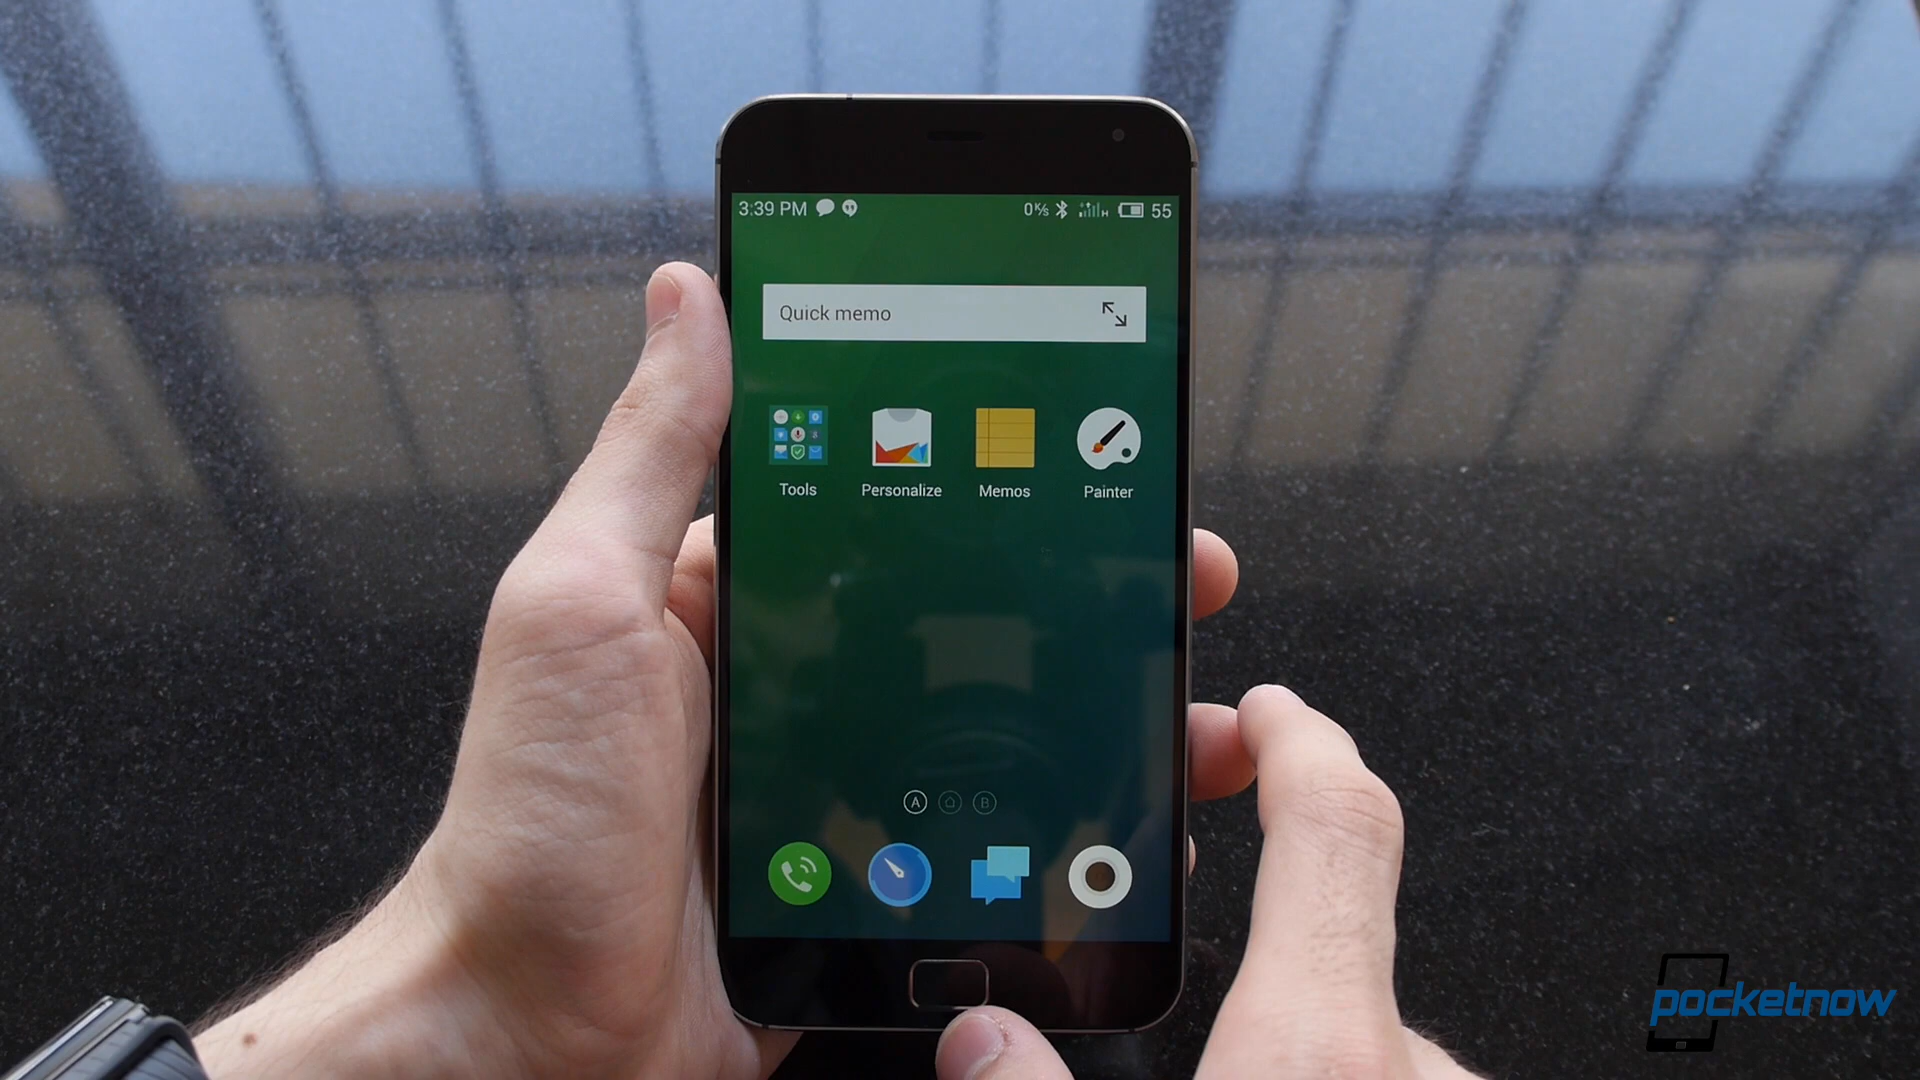 3:39 PM 0K/s H 55
Quick memo
Tools Personalize Memos Painter
A B
pocketnow